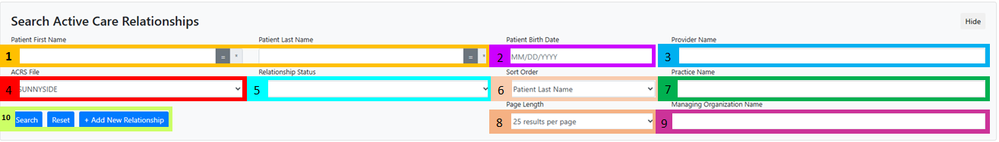 Search Active Care Relationships
Hide
Patient First Name Patient Last Name Patient Birth Date Provider Name
1 = * = * 2 MM/DD/YYYY 3
ACRS File Relationship Status Sort Order Practice Name
4 SUNNYSIDE 5 6 Patient Last Name 7
Page Length Managing Organization Name
10 Search Reset + Add New Relationship 8 25 results per page 9